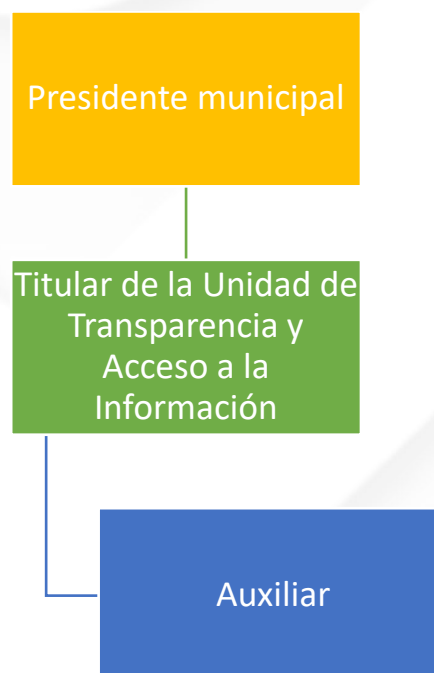 Presidente municipal
Titular de la Unidad de
Transparencia y
Acceso a la
Información
Auxiliar